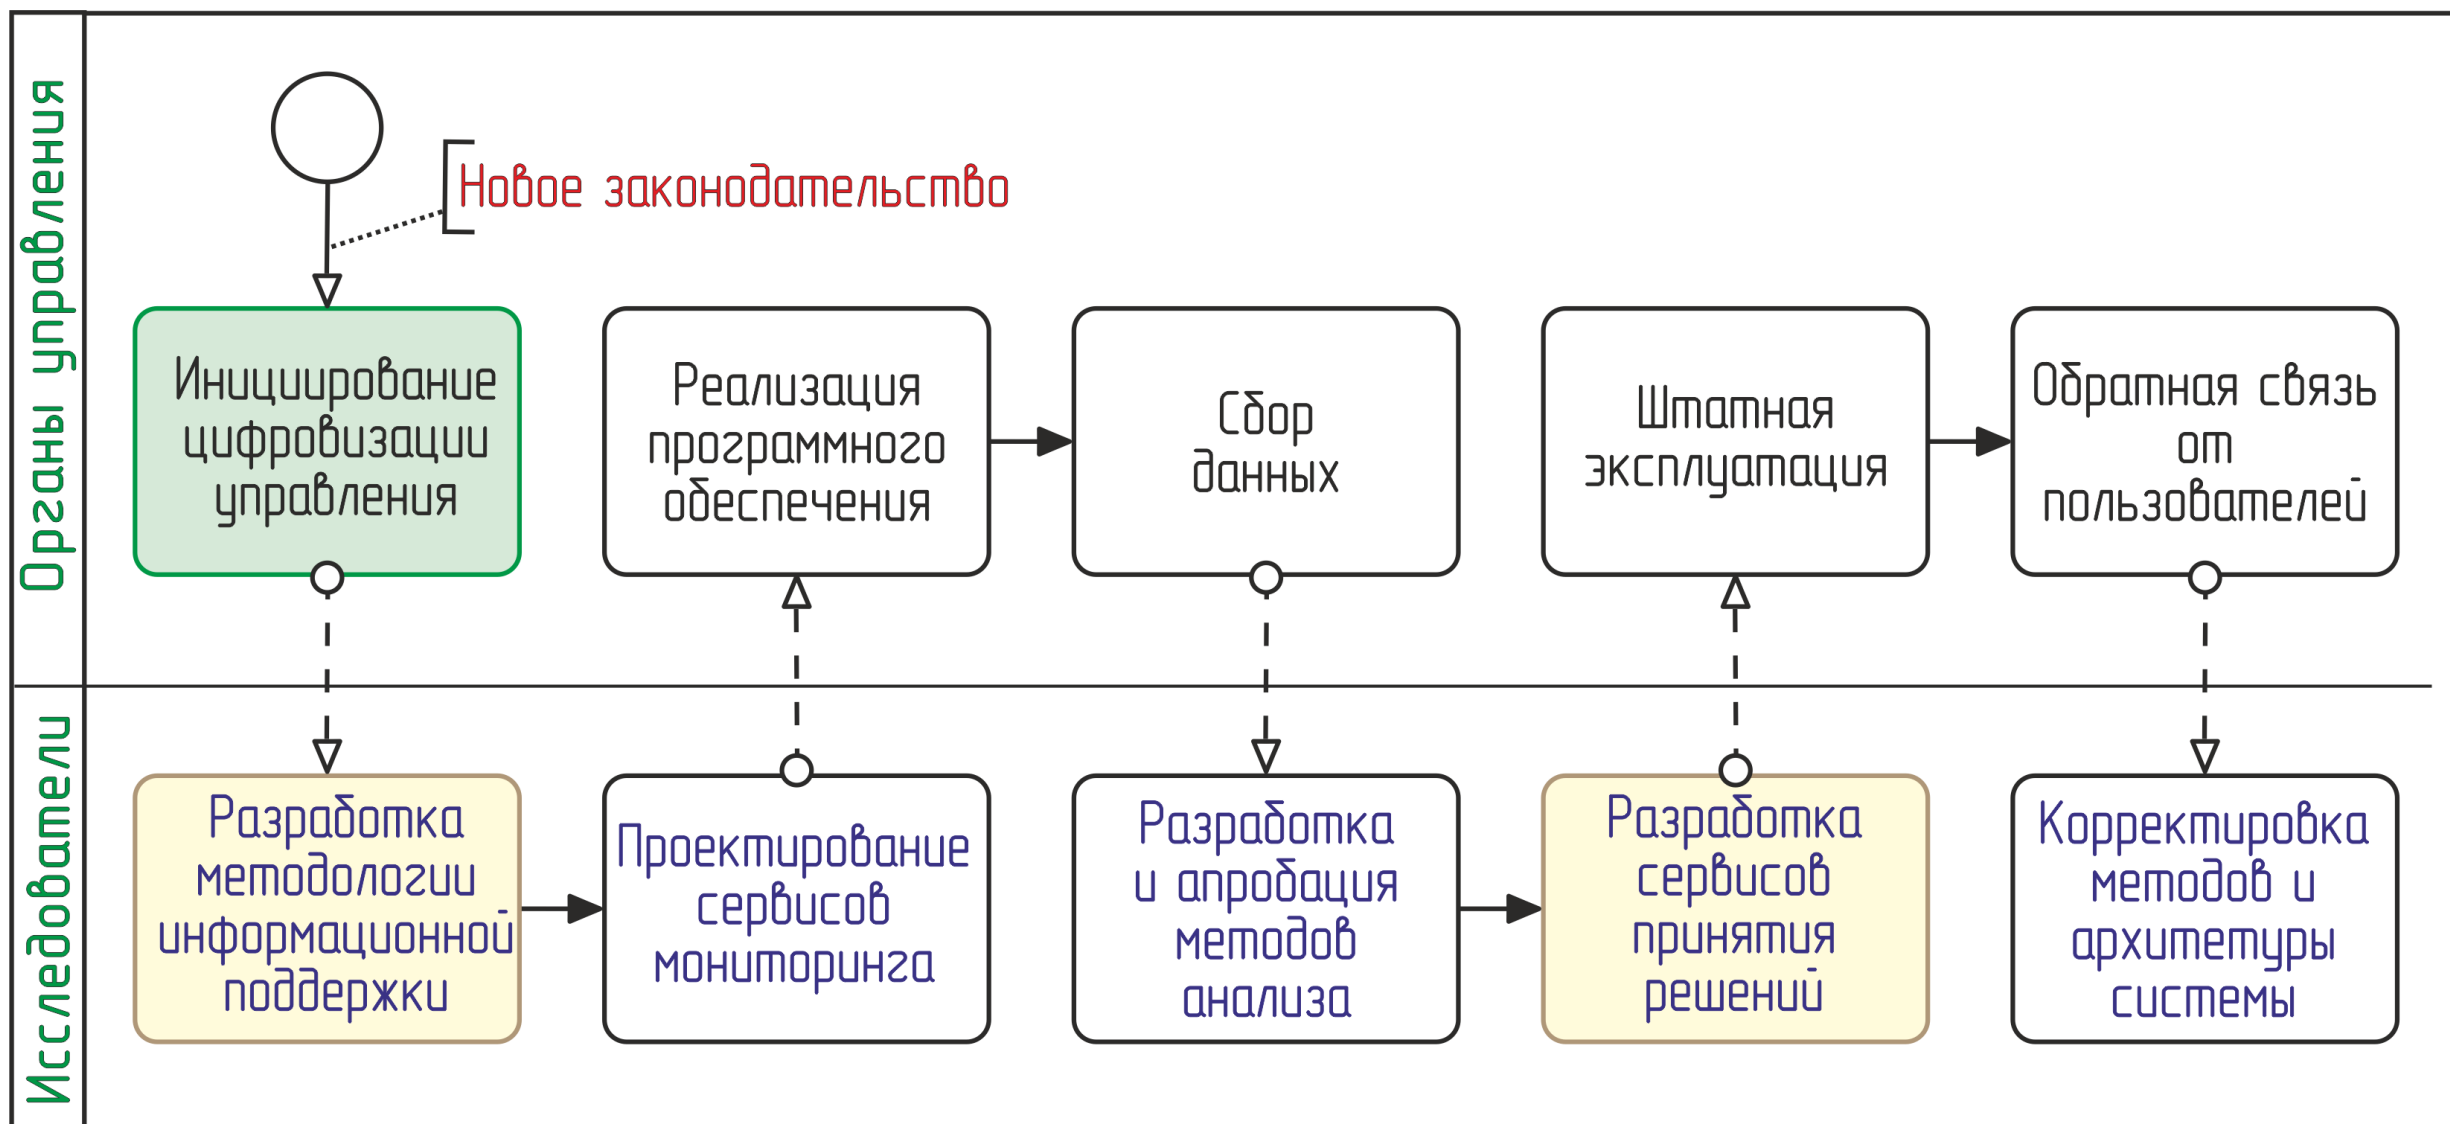 Органы управления
Новое законодательство
Инициирование
цифровизации
управления
Реализация
программного
обеспечения
Сбор
данных
Штатная
эксплуатация
Обратная связь
от
пользователей
Исследователи
Разработка
методологии
информационной
поддержки
Проектирование
сервисов
мониторинга
Разработка
и апробация
методов
анализа
Разработка
сервисов
принятия
решений
Корректировка
методов и
архитетуры
системы